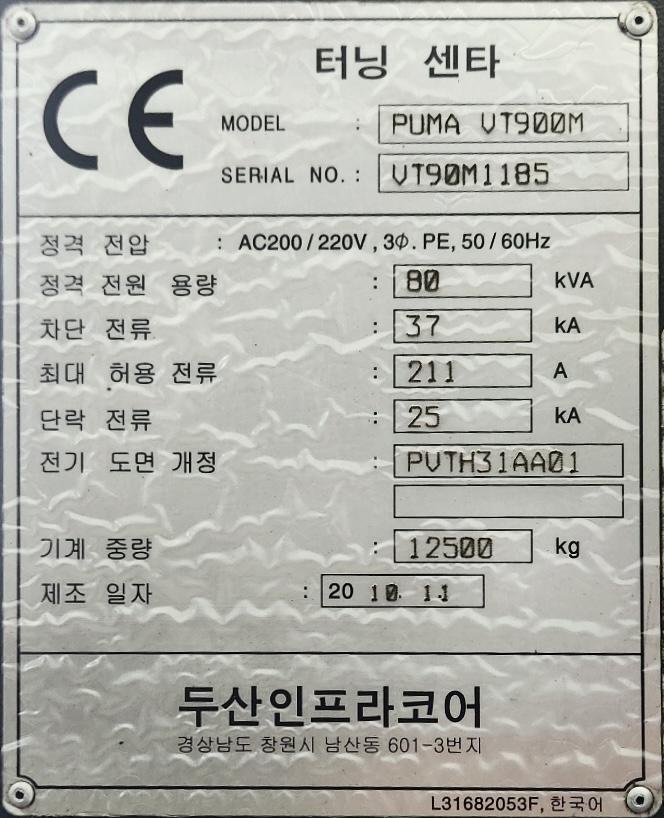 CE
터닝 센타
MODEL : PUMA VT900M
SERIAL NO. : VT90M1185
정격 전압 : AC200/220V, 3Φ. PE, 50/60Hz
정격 전원 용량 : 80 kVA
차단 전류 : 37 kA
최대 허용 전류 : 211 A
단락 전류 : 25 kA
전기 도면 개정 : PVTH31AA01
기계 중량 : 12500 kg
제조 일자 : 20 10. 11
두산인프라코어
경상남도 창원시 남산동 601-3번지
L31682053F, 한국어